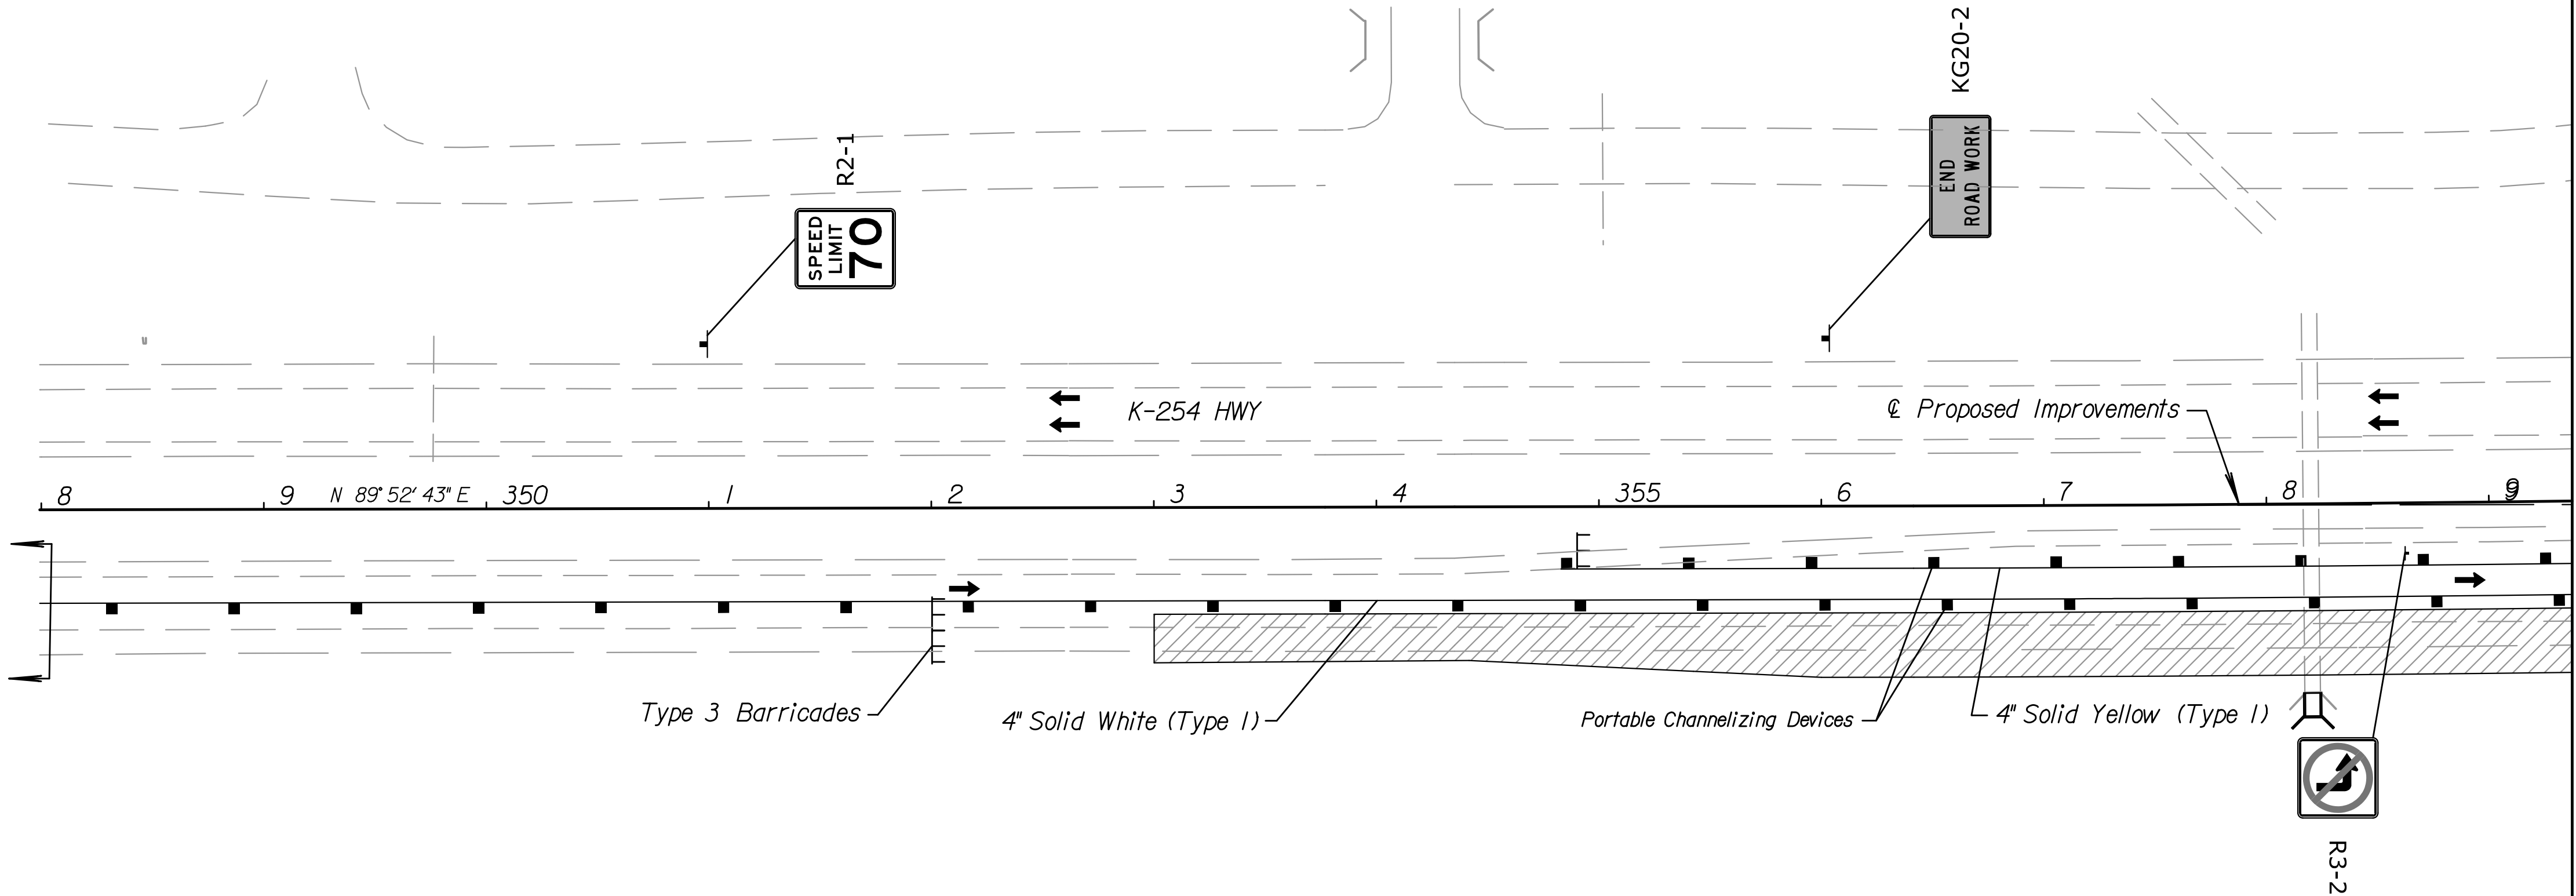 KG20-2
R2-1
END
ROAD WORK
SPEED
LIMIT
70
K-254 HWY
℄ Proposed Improvements
8 9 N 89° 52' 43" E 350 1 2 3 4 355 6 7 8 9
Type 3 Barricades
4" Solid White (Type I)
Portable Channelizing Devices
4" Solid Yellow (Type I)
R3-2